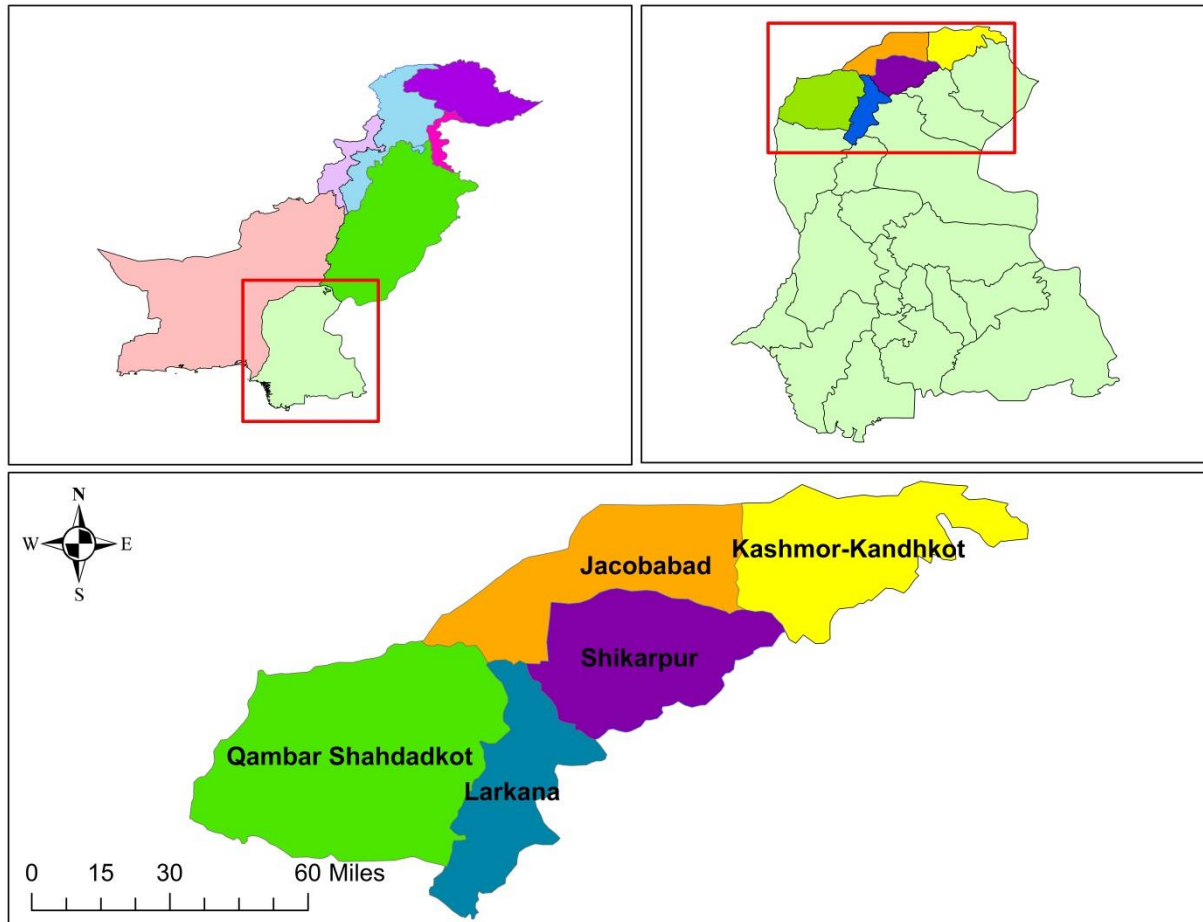 N
W E
S
Jacobabad
Kashmor-Kandhkot
Shikarpur
Qambar Shahdadkot
Larkana
0 15 30 60 Miles